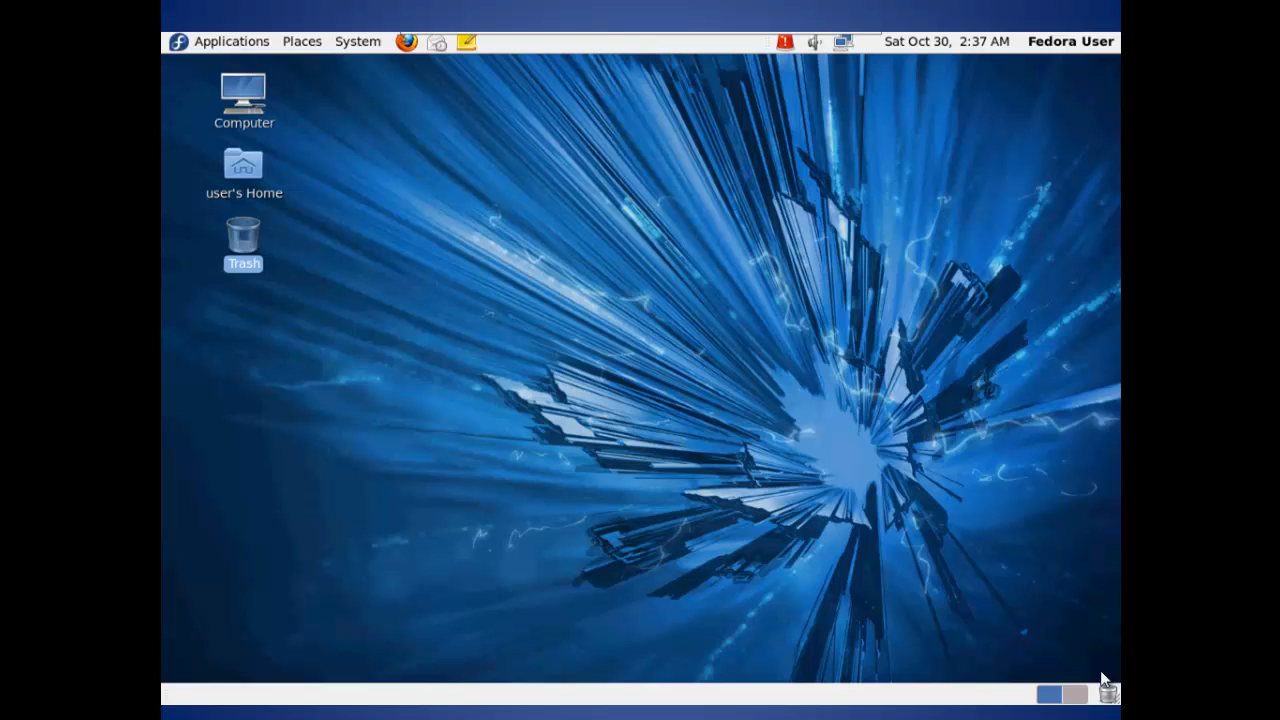 Applications Places System Sat Oct 30, 2:37 AM Fedora User
Computer
user's Home
Trash